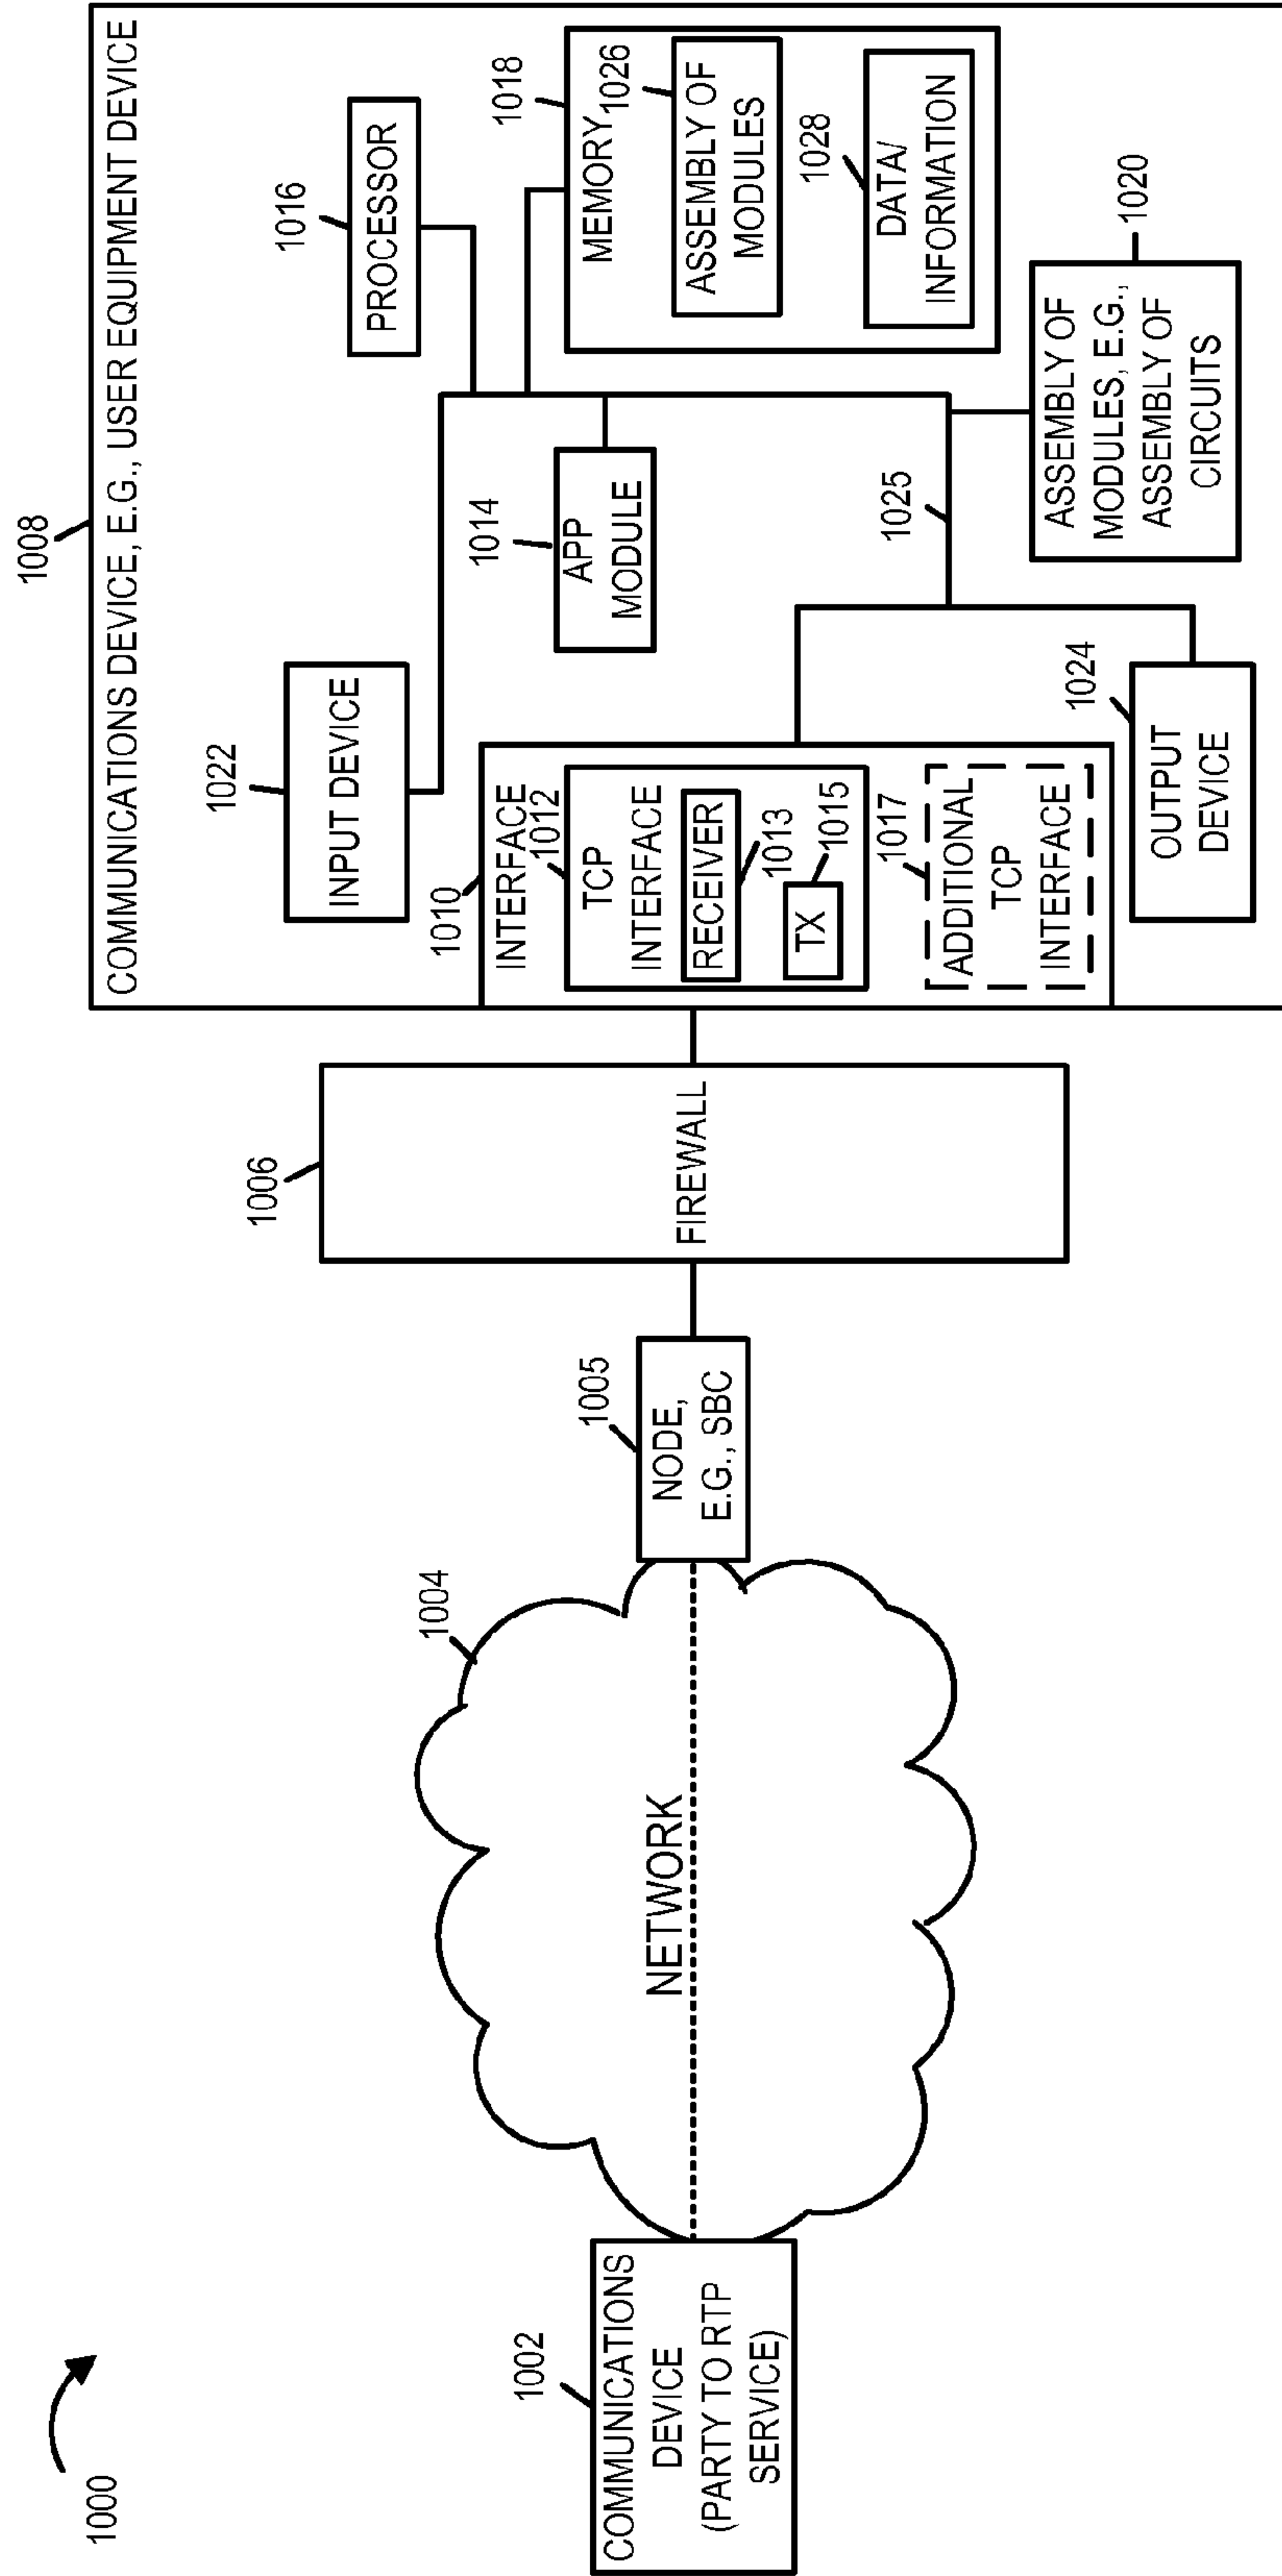 1000
1002
COMMUNICATIONS
DEVICE
(PARTY TO RTP
SERVICE)
1004
NETWORK
1005
NODE,
E.G., SBC
1006
FIREWALL
1008
COMMUNICATIONS DEVICE, E.G., USER EQUIPMENT DEVICE
1022
INPUT DEVICE
1016
PROCESSOR
1010
INTERFACE
1012
TCP
INTERFACE
RECEIVER
1013
TX
1015
1017
ADDITIONAL
TCP
INTERFACE
1014
APP
MODULE
1018
MEMORY
1026
ASSEMBLY OF
MODULES
1028
DATA/
INFORMATION
1025
1024
OUTPUT
DEVICE
1020
ASSEMBLY OF
MODULES, E.G.,
ASSEMBLY OF
CIRCUITS